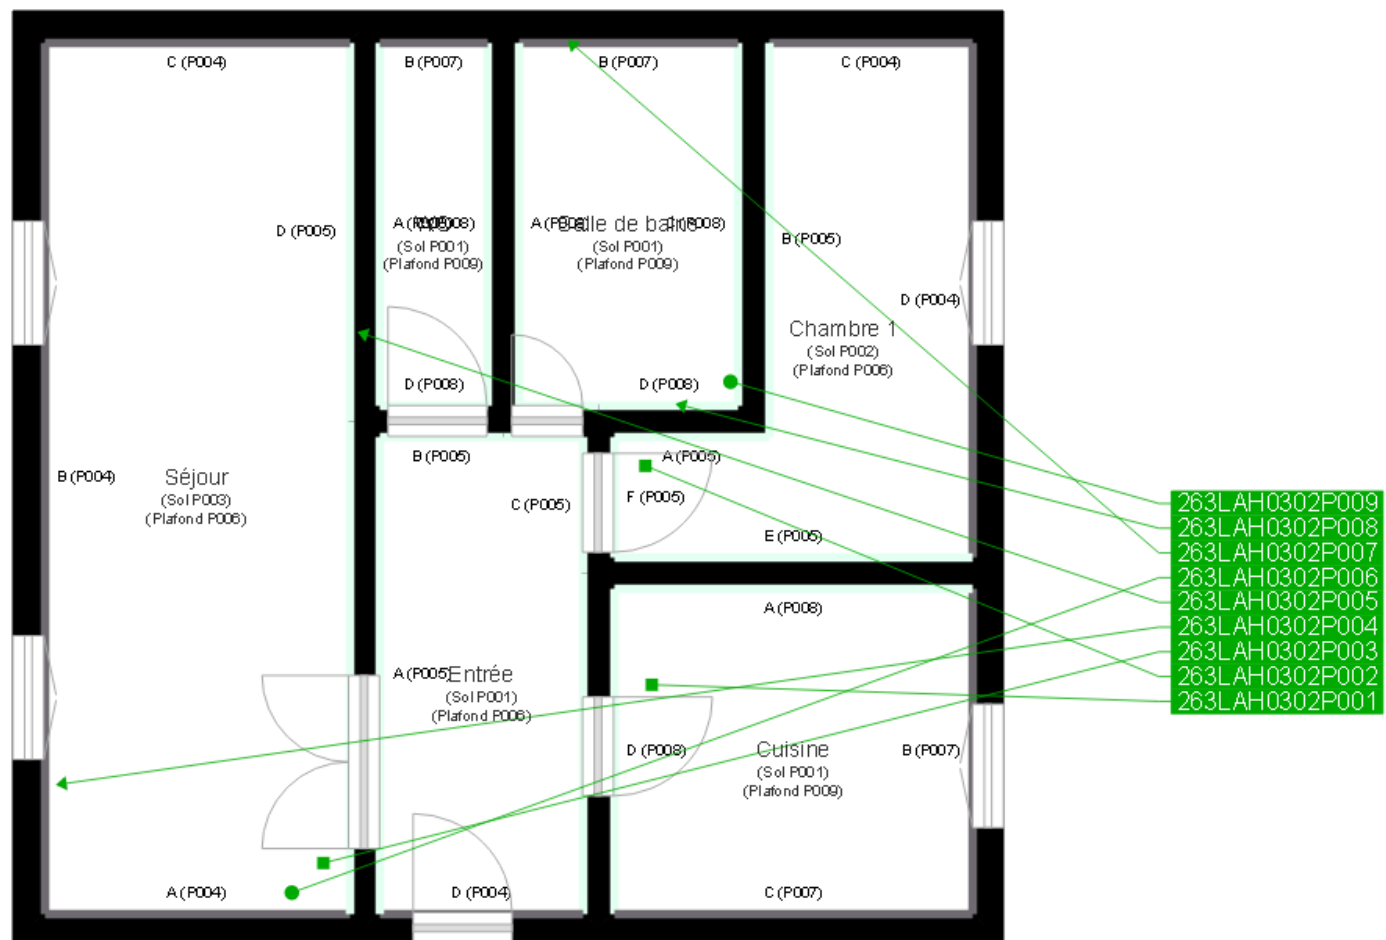 C (P004)
B (P007)
B (P007)
C (P004)
D (P005)
Salle de bains
(Sol P001)
(Plafond P009)
(Sol P001)
(Plafond P009)
B (P005)
D (P004)
Chambre 1
(Sol P002)
(Plafond P006)
D (P008)
D (P008)
B (P005)
A (P005)
B (P004)
Séjour
(Sol P003)
(Plafond P006)
C (P005)
F (P005)
E (P005)
263LAH0302P009
263LAH0302P008
263LAH0302P007
263LAH0302P006
263LAH0302P005
263LAH0302P004
263LAH0302P003
263LAH0302P002
263LAH0302P001
A (P008)
A (P005)
Entrée
(Sol P001)
(Plafond P006)
D (P008)
Cuisine
(Sol P001)
(Plafond P009)
B (P007)
A (P004)
D (P004)
C (P007)